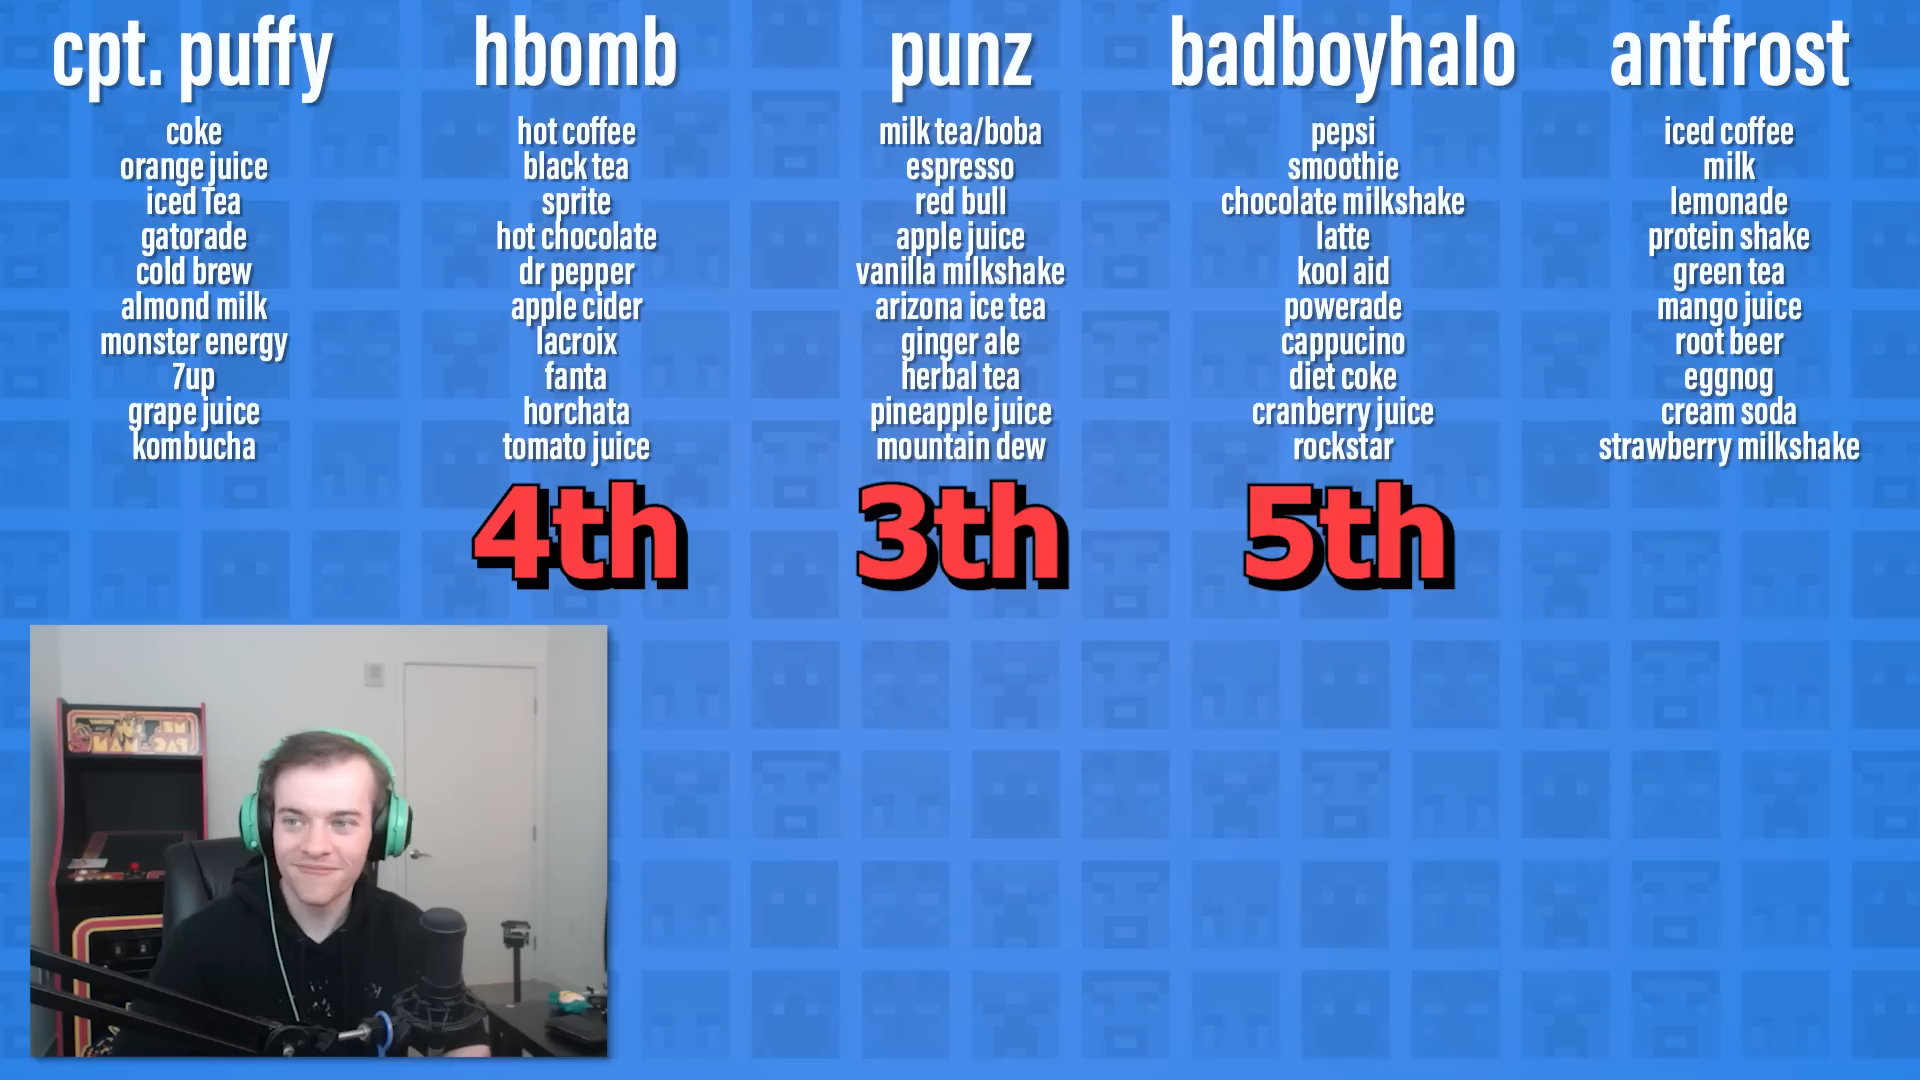 cpt. puffy
coke
orange juice
iced Tea
gatorade
cold brew
almond milk
monster energy
7up
grape juice
kombucha
hbomb
hot coffee
black tea
sprite
hot chocolate
dr pepper
apple cider
lacroix
fanta
horchata
tomato juice
4th
punz
milk tea/boba
espresso
red bull
apple juice
vanilla milkshake
arizona ice tea
ginger ale
herbal tea
pineapple juice
mountain dew
3th
badboyhalo
pepsi
smoothie
chocolate milkshake
latte
kool aid
powerade
cappucino
diet coke
cranberry juice
rockstar
5th
antfrost
iced coffee
milk
lemonade
protein shake
green tea
mango juice
root beer
eggnog
cream soda
strawberry milkshake
MS.
PAC-MAN